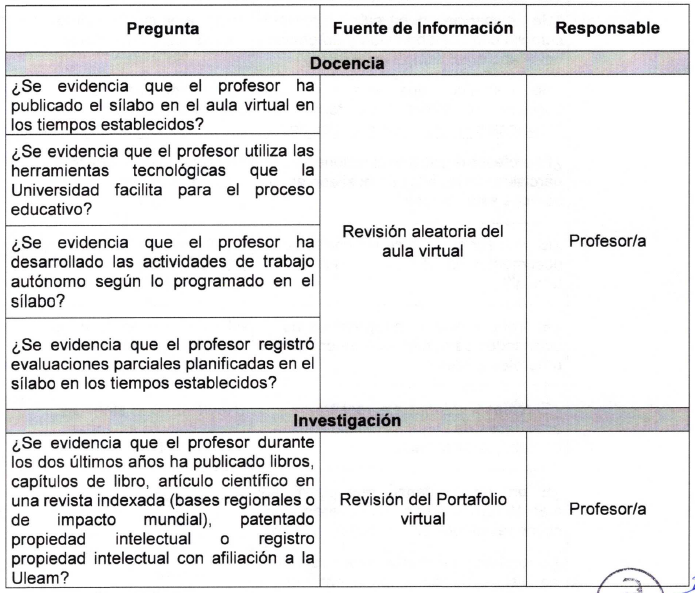 Pregunta
Fuente de Información
Responsable
Docencia
¿Se evidencia que el profesor ha
publicado el sílabo en el aula virtual en
los tiempos establecidos?
¿Se evidencia que el profesor utiliza las
herramientas tecnológicas que la
Universidad facilita para el proceso
educativo?
¿Se evidencia que el profesor ha
desarrollado las actividades de trabajo
autónomo según lo programado en el
sílabo?
¿Se evidencia que el profesor registró
evaluaciones parciales planificadas en el
sílabo en los tiempos establecidos?
Revisión aleatoria del
aula virtual
Profesor/a
Investigación
¿Se evidencia que el profesor durante
los dos últimos años ha publicado libros,
capítulos de libro, artículo científico en
una revista indexada (bases regionales o
de impacto mundial), patentado
propiedad intelectual o registro
propiedad intelectual con afiliación a la
Uleam?
Revisión del Portafolio
virtual
Profesor/a